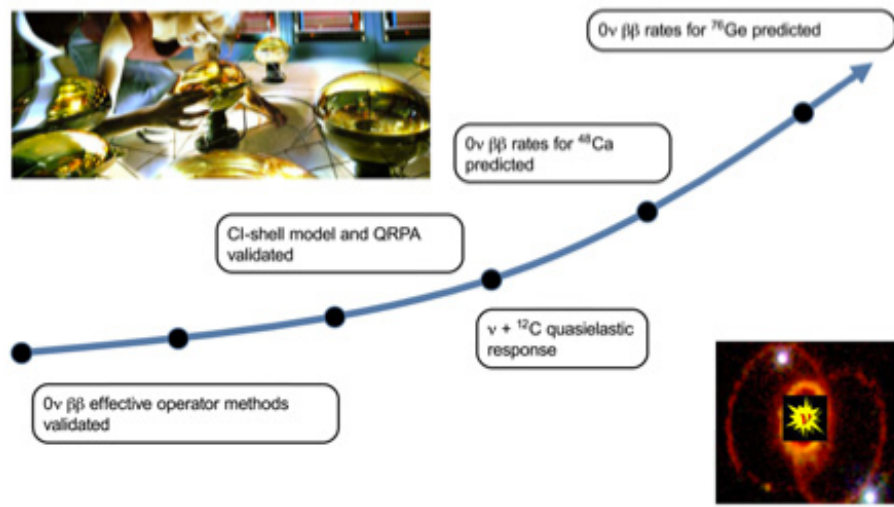 0ν ββ rates for ⁷⁶Ge predicted
0ν ββ rates for ⁴⁸Ca
predicted
CI-shell model and QRPA
validated
ν + ¹²C quasielastic
response
0ν ββ effective operator methods
validated
ν